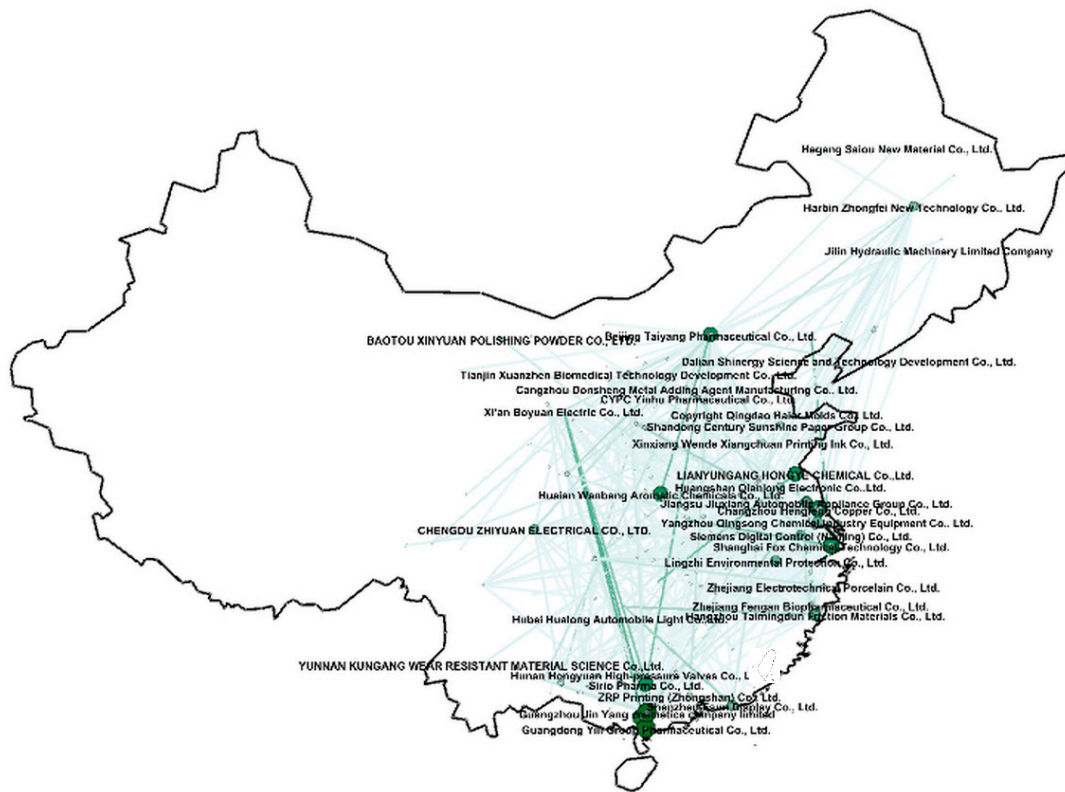 Hegang Saiou New Material Co., Ltd.
Harbin Zhongfei New Technology Co., Ltd.
Jilin Hydraulic Machinery Limited Company
Beijing Taiyang Pharmaceutical Co., Ltd.
BAOTOU XINYUAN POLISHING POWDER CO., LTD.
Dalian Shinergy Science and Technology Development Co., Ltd.
Tianjin Xuanzhen Biomedical Technology Development Co., Ltd.
Cangzhou Donsheng Metal Adding Agent Manufacturing Co., Ltd.
CYPC Yinhu Pharmaceutical Co., Ltd.
Xi'an Boyuan Electric Co., Ltd.
Copyright Qingdao Haier Molds Co., Ltd.
Shandong Century Sunshine Paper Group Co., Ltd.
Xinxiang Wende Xiangchuan Printing Ink Co., Ltd.
LIANYUNGANG HONGYE CHEMICAL Co.,Ltd.
Huangshan Qianlong Electronic Co.,Ltd.
Huaian Wanbang Aromatic Chemicals Co., Ltd.
Jiangsu Jiuxiang Automobile Appliance Group Co., Ltd.
Changzhou Hengfeng Copper Co., Ltd.
Yangzhou Qingsong Chemical Industry Equipment Co., Ltd.
CHENGDU ZHIYUAN ELECTRICAL CO., LTD.
Siemens Digital Control (Nanjing) Co., Ltd.
Shanghai Fox Chemical Technology Co., Ltd.
Lingzhi Environmental Protection Co., Ltd.
Zhejiang Electrotechnical Porcelain Co., Ltd.
Zhejiang Fengan Biopharmaceutical Co., Ltd.
Hangzhou Taimingdun Friction Materials Co., Ltd.
Hubei Hualong Automobile Light Co.,Ltd.
YUNNAN KUNGANG WEAR RESISTANT MATERIAL SCIENCE Co.,Ltd.
Hunan Hongyuan High-pressure Valves Co., L
Sirio Pharma Co., Ltd.
ZRP Printing (Zhongshan) Co., Ltd.
Shenzhen Display Co., Ltd.
Guangzhou Jin Yang cosmetics company limited
Guangdong Yili Group Pharmaceutical Co., Ltd.